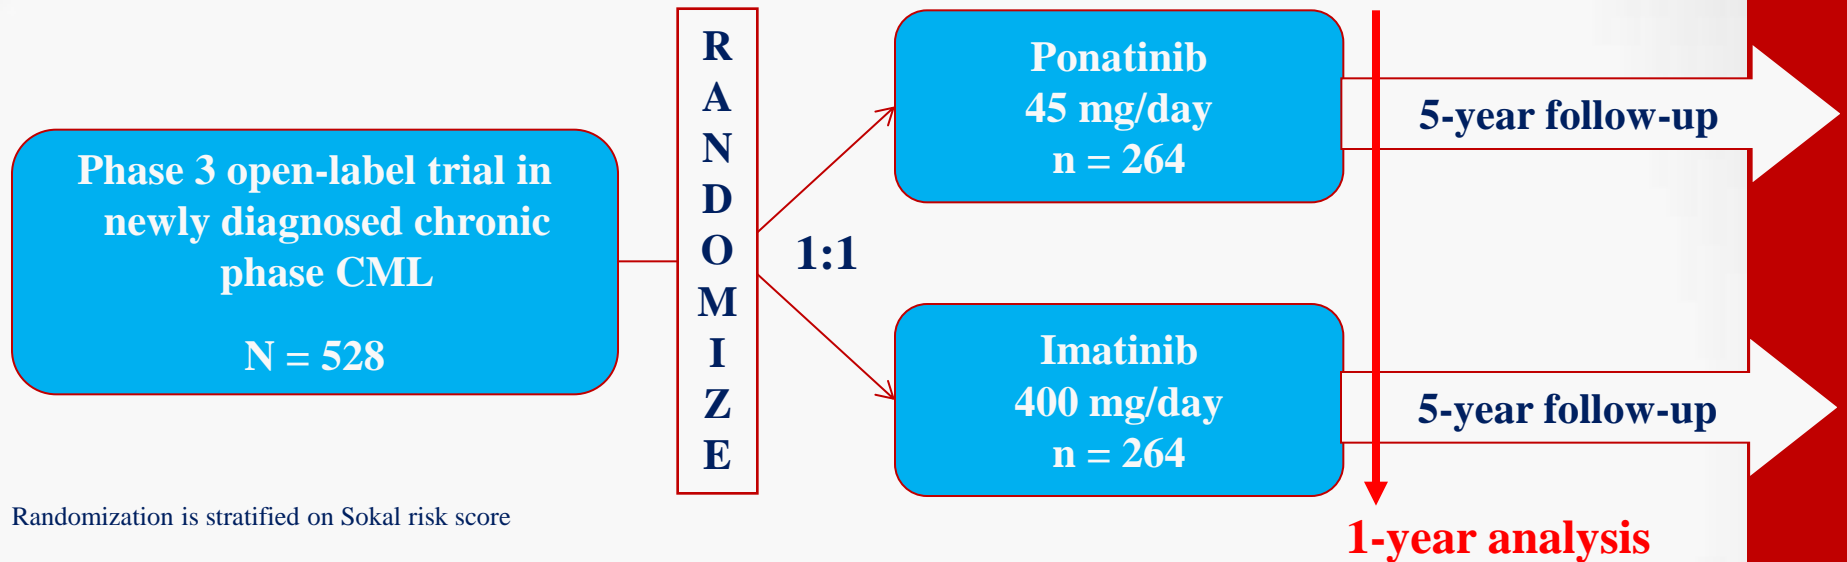 Phase 3 open-label trial in
newly diagnosed chronic
phase CML
N = 528
R
A
N
D
O
M
I
Z
E
1:1
Ponatinib
45 mg/day
n = 264
5-year follow-up
Imatinib
400 mg/day
n = 264
5-year follow-up
1-year analysis
Randomization is stratified on Sokal risk score